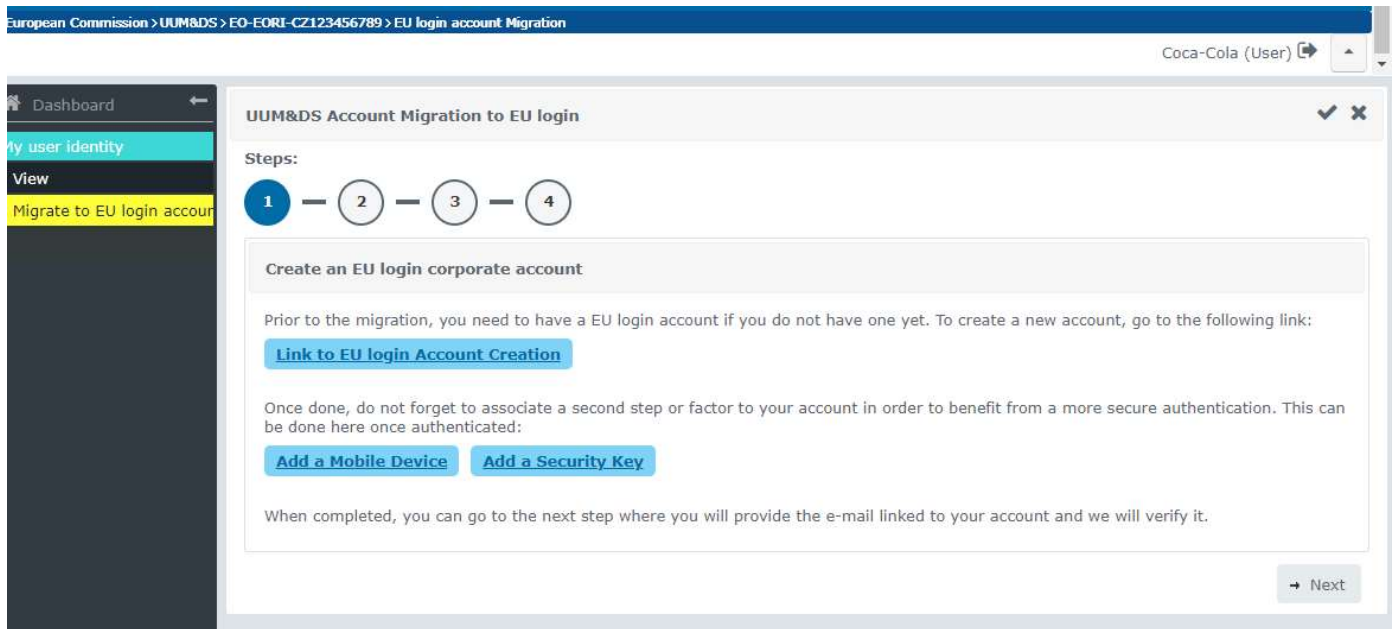 European Commission > UUM&DS > EO-EORI-CZ123456789 > EU login account Migration
Coca-Cola (User)
Dashboard
My user identity
View
Migrate to EU login accoun
UUM&DS Account Migration to EU login
Steps:
1 2 3 4
Create an EU login corporate account
Prior to the migration, you need to have a EU login account if you do not have one yet. To create a new account, go to the following link:
Link to EU login Account Creation
Once done, do not forget to associate a second step or factor to your account in order to benefit from a more secure authentication. This can
be done here once authenticated:
Add a Mobile Device Add a Security Key
When completed, you can go to the next step where you will provide the e-mail linked to your account and we will verify it.
Next